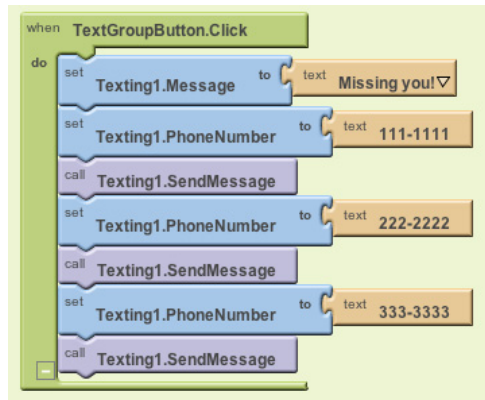 when TextGroupButton.Click
do
set Texting1.Message to text Missing you!
set Texting1.PhoneNumber to text 111-1111
call Texting1.SendMessage
set Texting1.PhoneNumber to text 222-2222
call Texting1.SendMessage
set Texting1.PhoneNumber to text 333-3333
call Texting1.SendMessage